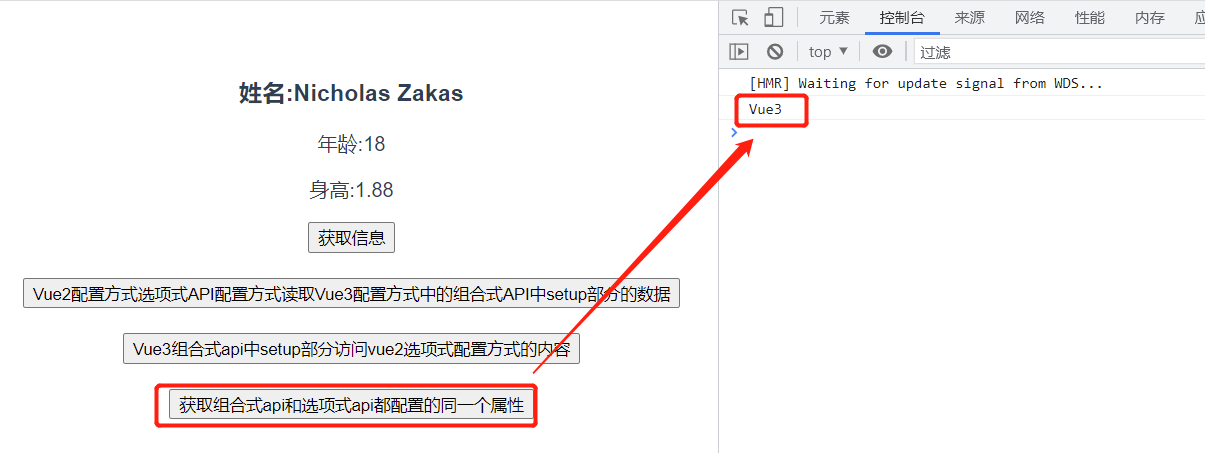 姓名:Nicholas Zakas
年龄:18
身高:1.88
获取信息
Vue2配置方式选项式API配置方式读取Vue3配置方式中的组合式API中setup部分的数据
Vue3组合式api中setup部分访问vue2选项式配置方式的内容
获取组合式api和选项式api都配置的同一个属性
元素 控制台 来源 网络 性能 内存 应
top 过滤
[HMR] Waiting for update signal from WDS...
Vue3